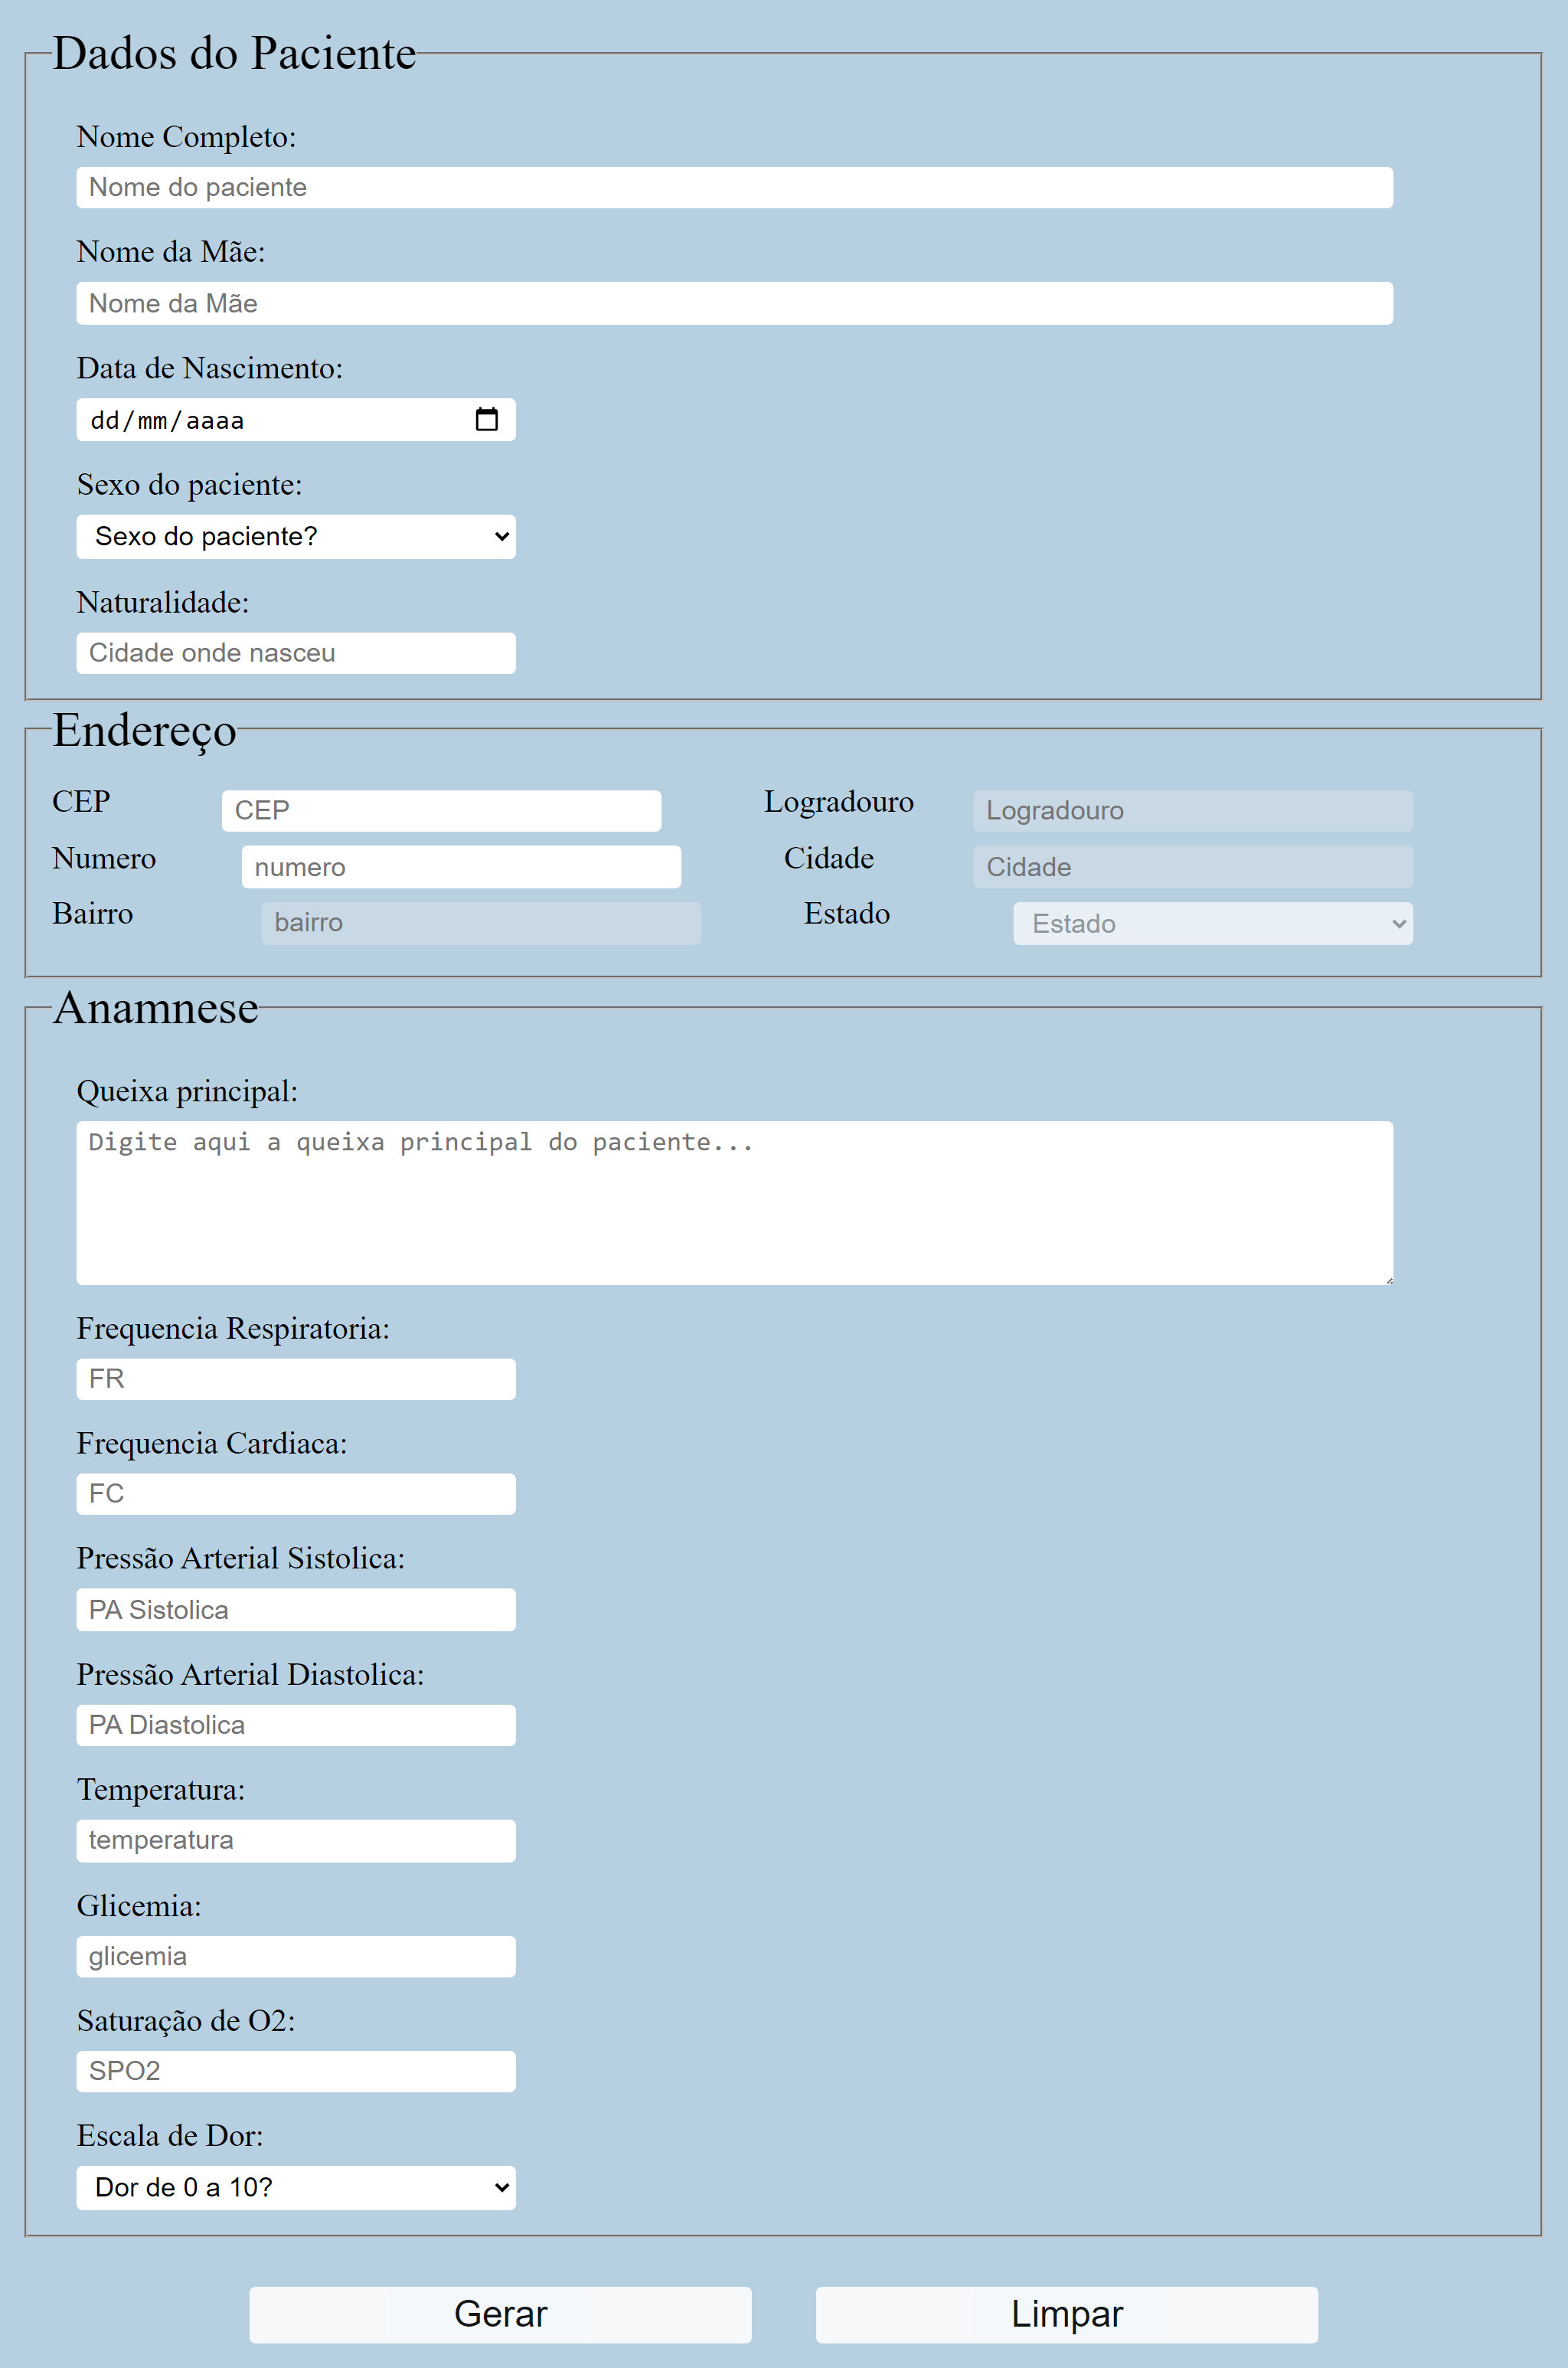 Dados do Paciente
Nome Completo:
Nome do paciente
Nome da Mãe:
Nome da Mãe
Data de Nascimento:
dd/mm/aaaa
Sexo do paciente:
Sexo do paciente?
Naturalidade:
Cidade onde nasceu
Endereço
CEP CEP Logradouro Logradouro
Numero numero Cidade Cidade
Bairro bairro Estado Estado
Anamnese
Queixa principal:
Digite aqui a queixa principal do paciente...
Frequencia Respiratoria:
FR
Frequencia Cardiaca:
FC
Pressão Arterial Sistolica:
PA Sistolica
Pressão Arterial Diastolica:
PA Diastolica
Temperatura:
temperatura
Glicemia:
glicemia
Saturação de O2:
SPO2
Escala de Dor:
Dor de 0 a 10?
Gerar Limpar